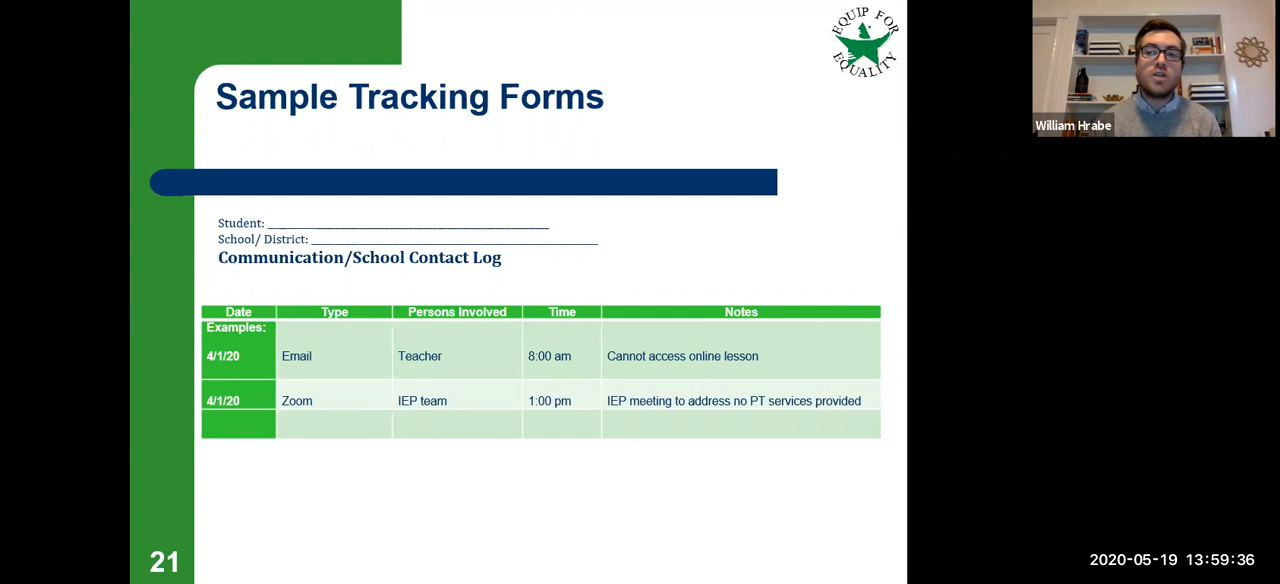 EQUIP FOR
EQUALITY
Sample Tracking Forms
William Hrabe
Student: ______________________________________________
School/ District: _______________________________________________
Communication/School Contact Log
Date Type Persons Involved Time Notes
Examples:
4/1/20 Email Teacher 8:00 am Cannot access online lesson
4/1/20 Zoom IEP team 1:00 pm IEP meeting to address no PT services provided
21
2020-05-19 13:59:36